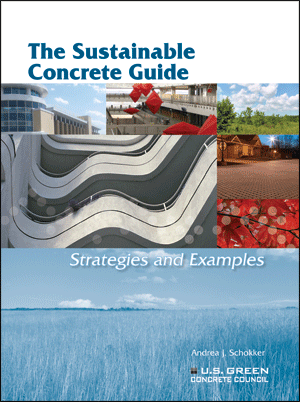 The Sustainable
Concrete Guide
Strategies and Examples
Andrea J. Schokker
U.S. GREEN
CONCRETE COUNCIL